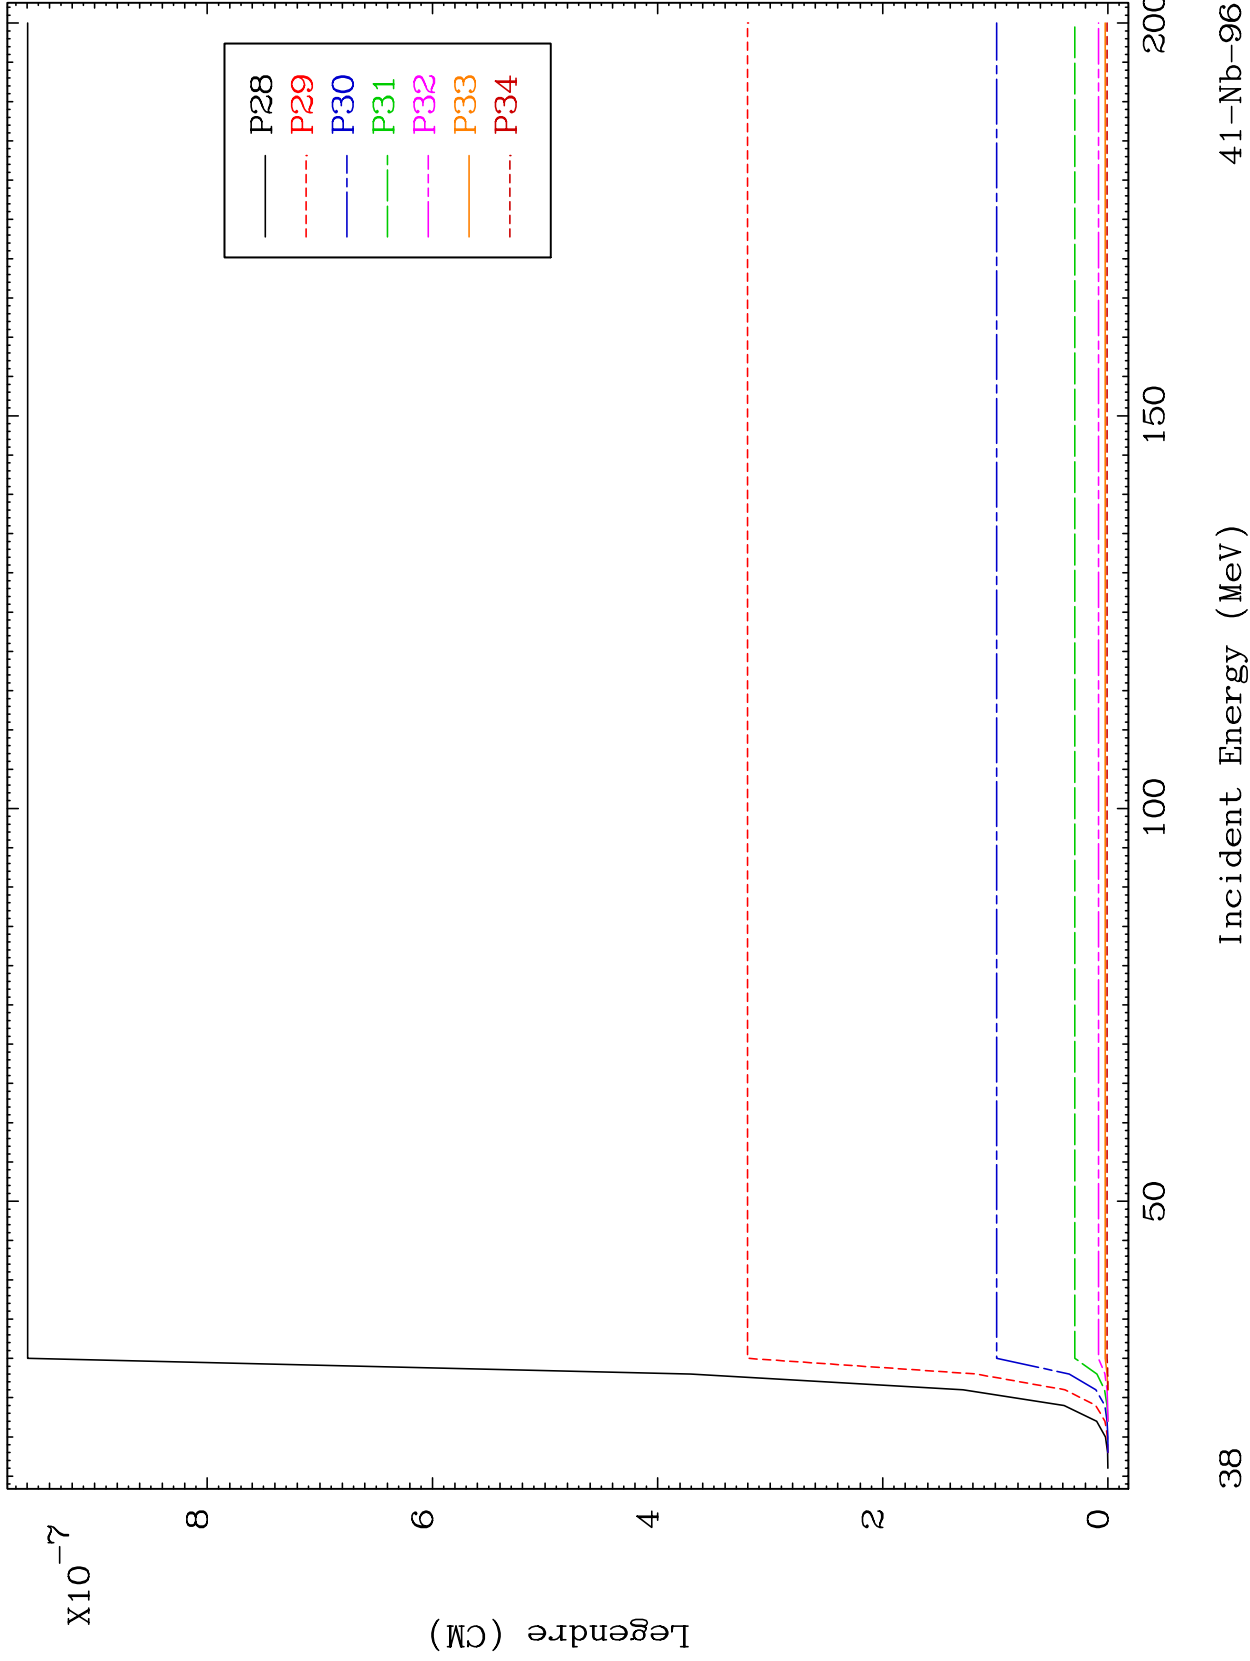 X10⁻⁷
Legendre (CM)
8
6
4
2
0
P28
P29
P30
P31
P32
P33
P34
50
100
150
200
Incident Energy (MeV)
38
41-Nb-96